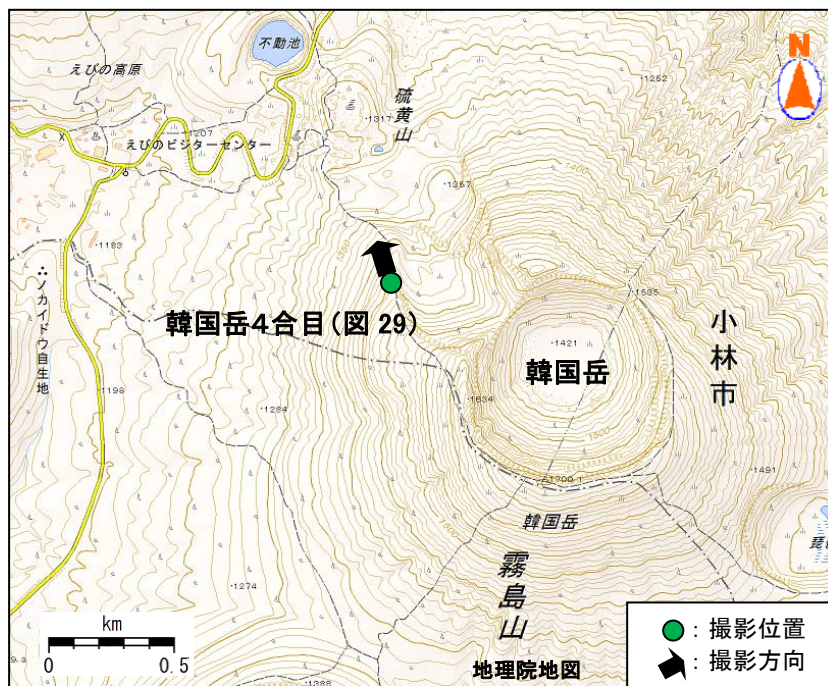 不動池
N
えびの高原
硫黄山
1252
1317
1207
えびのビジターセンター
1357
1183
ノカイドウ自生地
韓国岳4合目(図 29)
1535
小林市
1421
韓国岳
1198
1284
1634
1500
1700.1
1491
韓国岳
霧島山
1274
km
0
0.5
地理院地図
1388
:撮影位置
:撮影方向